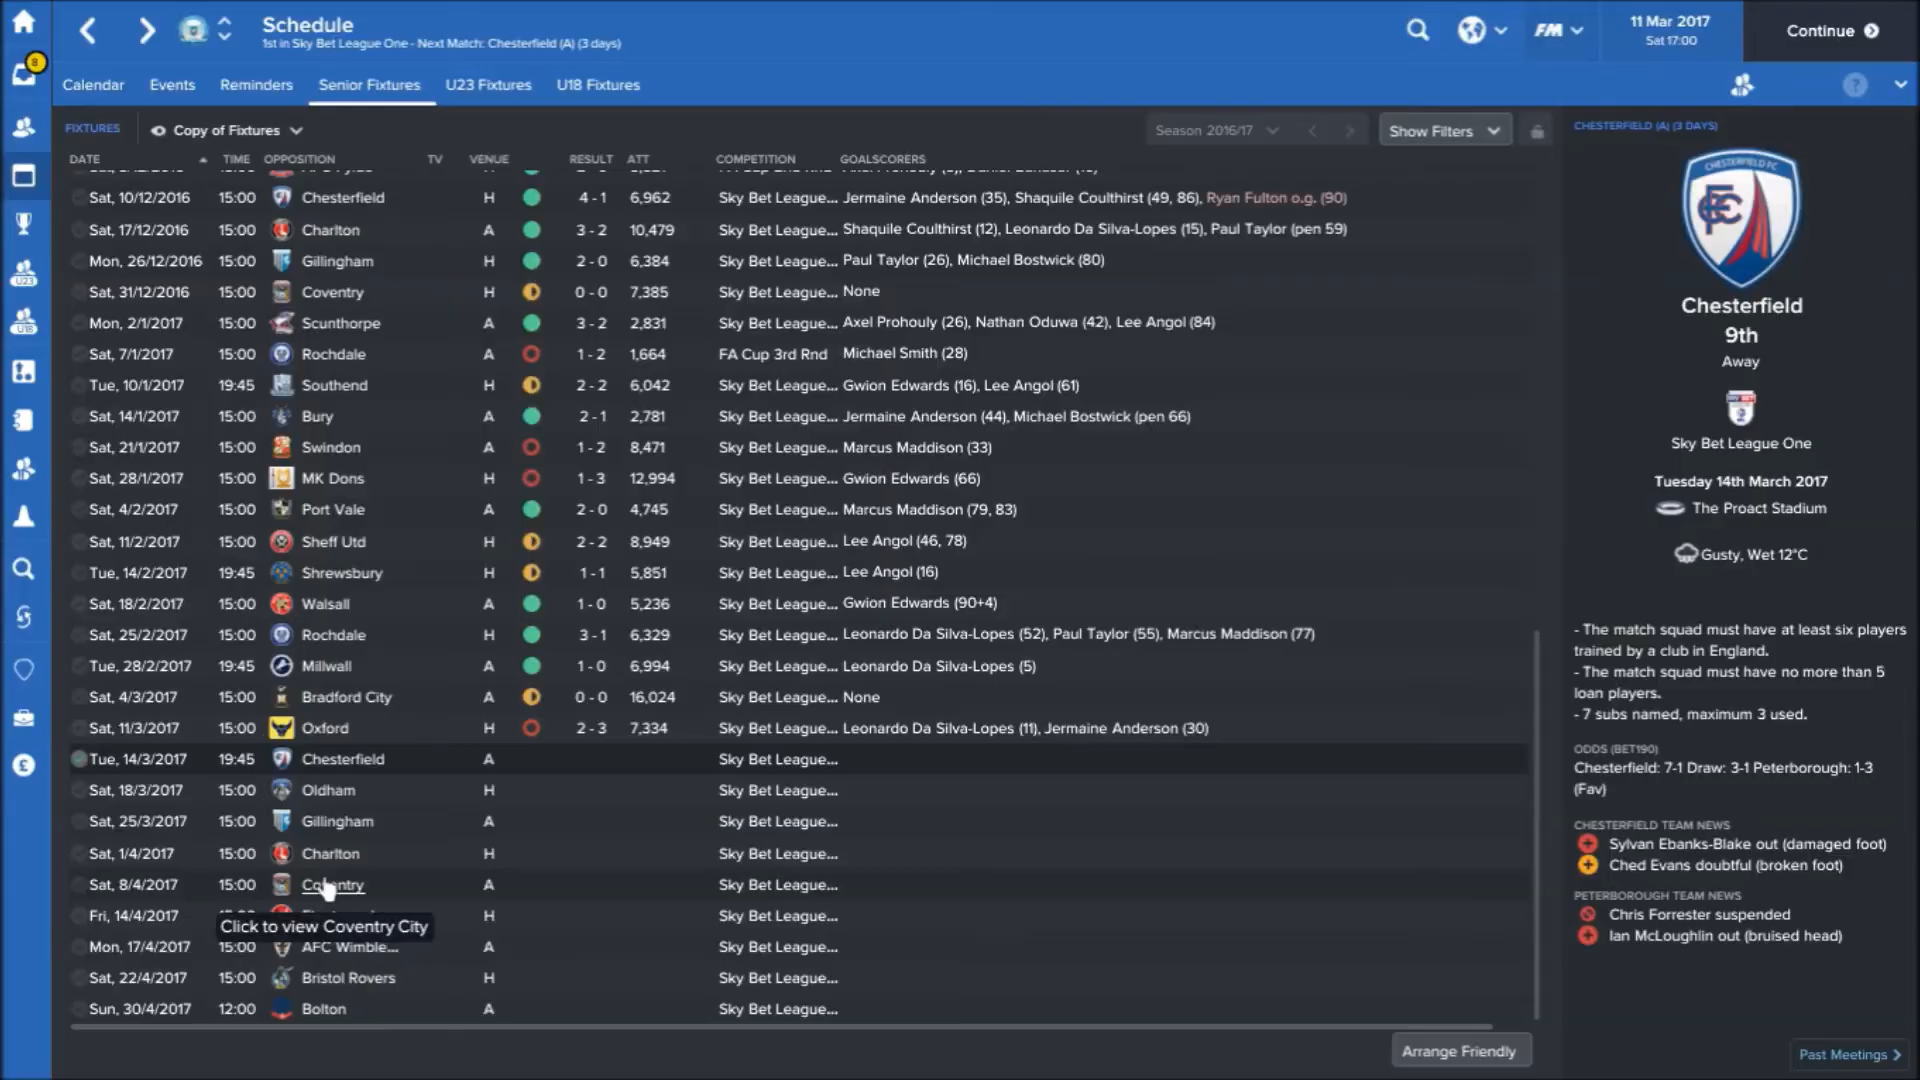 Schedule
1st in Sky Bet League One - Next Match: Chesterfield (A) (3 days)
FM
11 Mar 2017
Sat 17:00
Continue
8
Calendar Events Reminders Senior Fixtures U23 Fixtures U18 Fixtures
?
FIXTURES Copy of Fixtures Season 2016/17 Show Filters
DATE TIME OPPOSITION TV VENUE RESULT ATT COMPETITION GOALSCORERS
Sat, 10/12/2016 15:00 Chesterfield H 4 - 1 6,962 Sky Bet League... Jermaine Anderson (35), Shaquile Coulthirst (49, 86), Ryan Fulton o.g. (90)
Sat, 17/12/2016 15:00 Charlton A 3 - 2 10,479 Sky Bet League... Shaquile Coulthirst (12), Leonardo Da Silva-Lopes (15), Paul Taylor (pen 59)
Mon, 26/12/2016 15:00 Gillingham H 2 - 0 6,384 Sky Bet League... Paul Taylor (26), Michael Bostwick (80)
Sat, 31/12/2016 15:00 Coventry H 0 - 0 7,385 Sky Bet League... None
Mon, 2/1/2017 15:00 Scunthorpe A 3 - 2 2,831 Sky Bet League... Axel Prohouly (26), Nathan Oduwa (42), Lee Angol (84)
Sat, 7/1/2017 15:00 Rochdale A 1 - 2 1,664 FA Cup 3rd Rnd Michael Smith (28)
Tue, 10/1/2017 19:45 Southend H 2 - 2 6,042 Sky Bet League... Gwion Edwards (16), Lee Angol (61)
Sat, 14/1/2017 15:00 Bury A 2 - 1 2,781 Sky Bet League... Jermaine Anderson (44), Michael Bostwick (pen 66)
Sat, 21/1/2017 15:00 Swindon A 1 - 2 8,471 Sky Bet League... Marcus Maddison (33)
Sat, 28/1/2017 15:00 MK Dons H 1 - 3 12,994 Sky Bet League... Gwion Edwards (66)
Sat, 4/2/2017 15:00 Port Vale A 2 - 0 4,745 Sky Bet League... Marcus Maddison (79, 83)
Sat, 11/2/2017 15:00 Sheff Utd H 2 - 2 8,949 Sky Bet League... Lee Angol (46, 78)
Tue, 14/2/2017 19:45 Shrewsbury H 1 - 1 5,851 Sky Bet League... Lee Angol (16)
Sat, 18/2/2017 15:00 Walsall A 1 - 0 5,236 Sky Bet League... Gwion Edwards (90+4)
Sat, 25/2/2017 15:00 Rochdale H 3 - 1 6,329 Sky Bet League... Leonardo Da Silva-Lopes (52), Paul Taylor (55), Marcus Maddison (77)
Tue, 28/2/2017 19:45 Millwall A 1 - 0 6,994 Sky Bet League... Leonardo Da Silva-Lopes (5)
Sat, 4/3/2017 15:00 Bradford City A 0 - 0 16,024 Sky Bet League... None
Sat, 11/3/2017 15:00 Oxford H 2 - 3 7,334 Sky Bet League... Leonardo Da Silva-Lopes (11), Jermaine Anderson (30)
Tue, 14/3/2017 19:45 Chesterfield A Sky Bet League...
Sat, 18/3/2017 15:00 Oldham H Sky Bet League...
Sat, 25/3/2017 15:00 Gillingham A Sky Bet League...
Sat, 1/4/2017 15:00 Charlton H Sky Bet League...
Sat, 8/4/2017 15:00 Coventry A Sky Bet League...
Fri, 14/4/2017 H Sky Bet League...
Click to view Coventry City
Mon, 17/4/2017 15:00 AFC Wimble... A Sky Bet League...
Sat, 22/4/2017 15:00 Bristol Rovers H Sky Bet League...
Sun, 30/4/2017 12:00 Bolton A Sky Bet League...
Arrange Friendly
U23
U18
CHESTERFIELD (A) (3 DAYS)
CHESTERFIELD FC
Chesterfield
9th
Away
SKY BET
Sky Bet League One
Tuesday 14th March 2017
The Proact Stadium
Gusty, Wet 12°C
- The match squad must have at least six players
trained by a club in England.
- The match squad must have no more than 5
loan players.
- 7 subs named, maximum 3 used.
ODDS (BET190)
Chesterfield: 7-1 Draw: 3-1 Peterborough: 1-3
(Fav)
CHESTERFIELD TEAM NEWS
Sylvan Ebanks-Blake out (damaged foot)
Ched Evans doubtful (broken foot)
PETERBOROUGH TEAM NEWS
Chris Forrester suspended
Ian McLoughlin out (bruised head)
Past Meetings